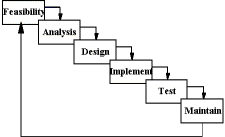 Feasibility
Analysis
Design
Implement
Test
Maintain